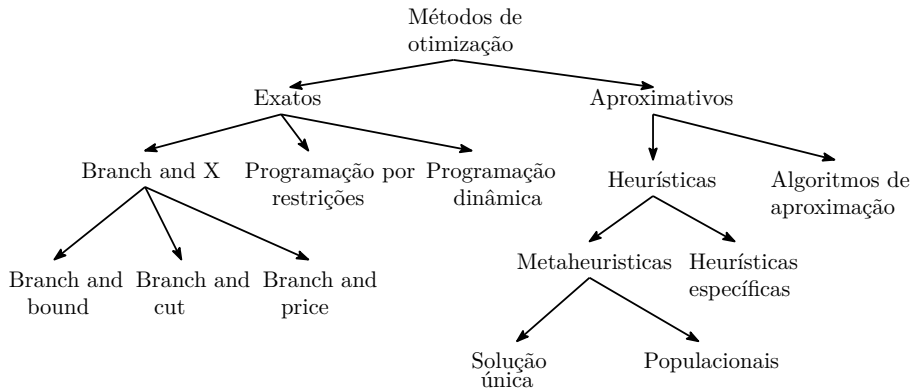 Métodos de
otimização
Exatos
Aproximativos
Branch and X
Programação por
restrições
Programação
dinâmica
Heurísticas
Algoritmos de
aproximação
Branch and
bound
Branch and
cut
Branch and
price
Metaheuristicas
Heurísticas
específicas
Solução
única
Populacionais